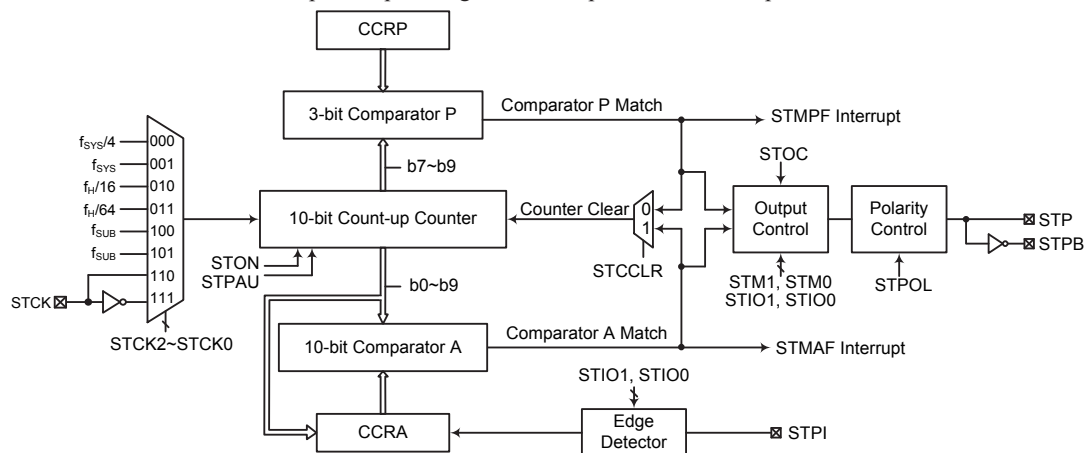 CCRP
3-bit Comparator P
Comparator P Match
STMPF Interrupt
b7~b9
STOC
fSYS/4
000
fSYS
001
fH/16
010
fH/64
011
fSUB
100
fSUB
101
110
111
STCK
STCK2~STCK0
10-bit Count-up Counter
Counter Clear
0
1
STCCLR
Output
Control
Polarity
Control
STP
STPB
STON
STPAU
STM1, STM0
STIO1, STIO0
STPOL
b0~b9
10-bit Comparator A
Comparator A Match
STMAF Interrupt
STIO1, STIO0
CCRA
Edge
Detector
STPI